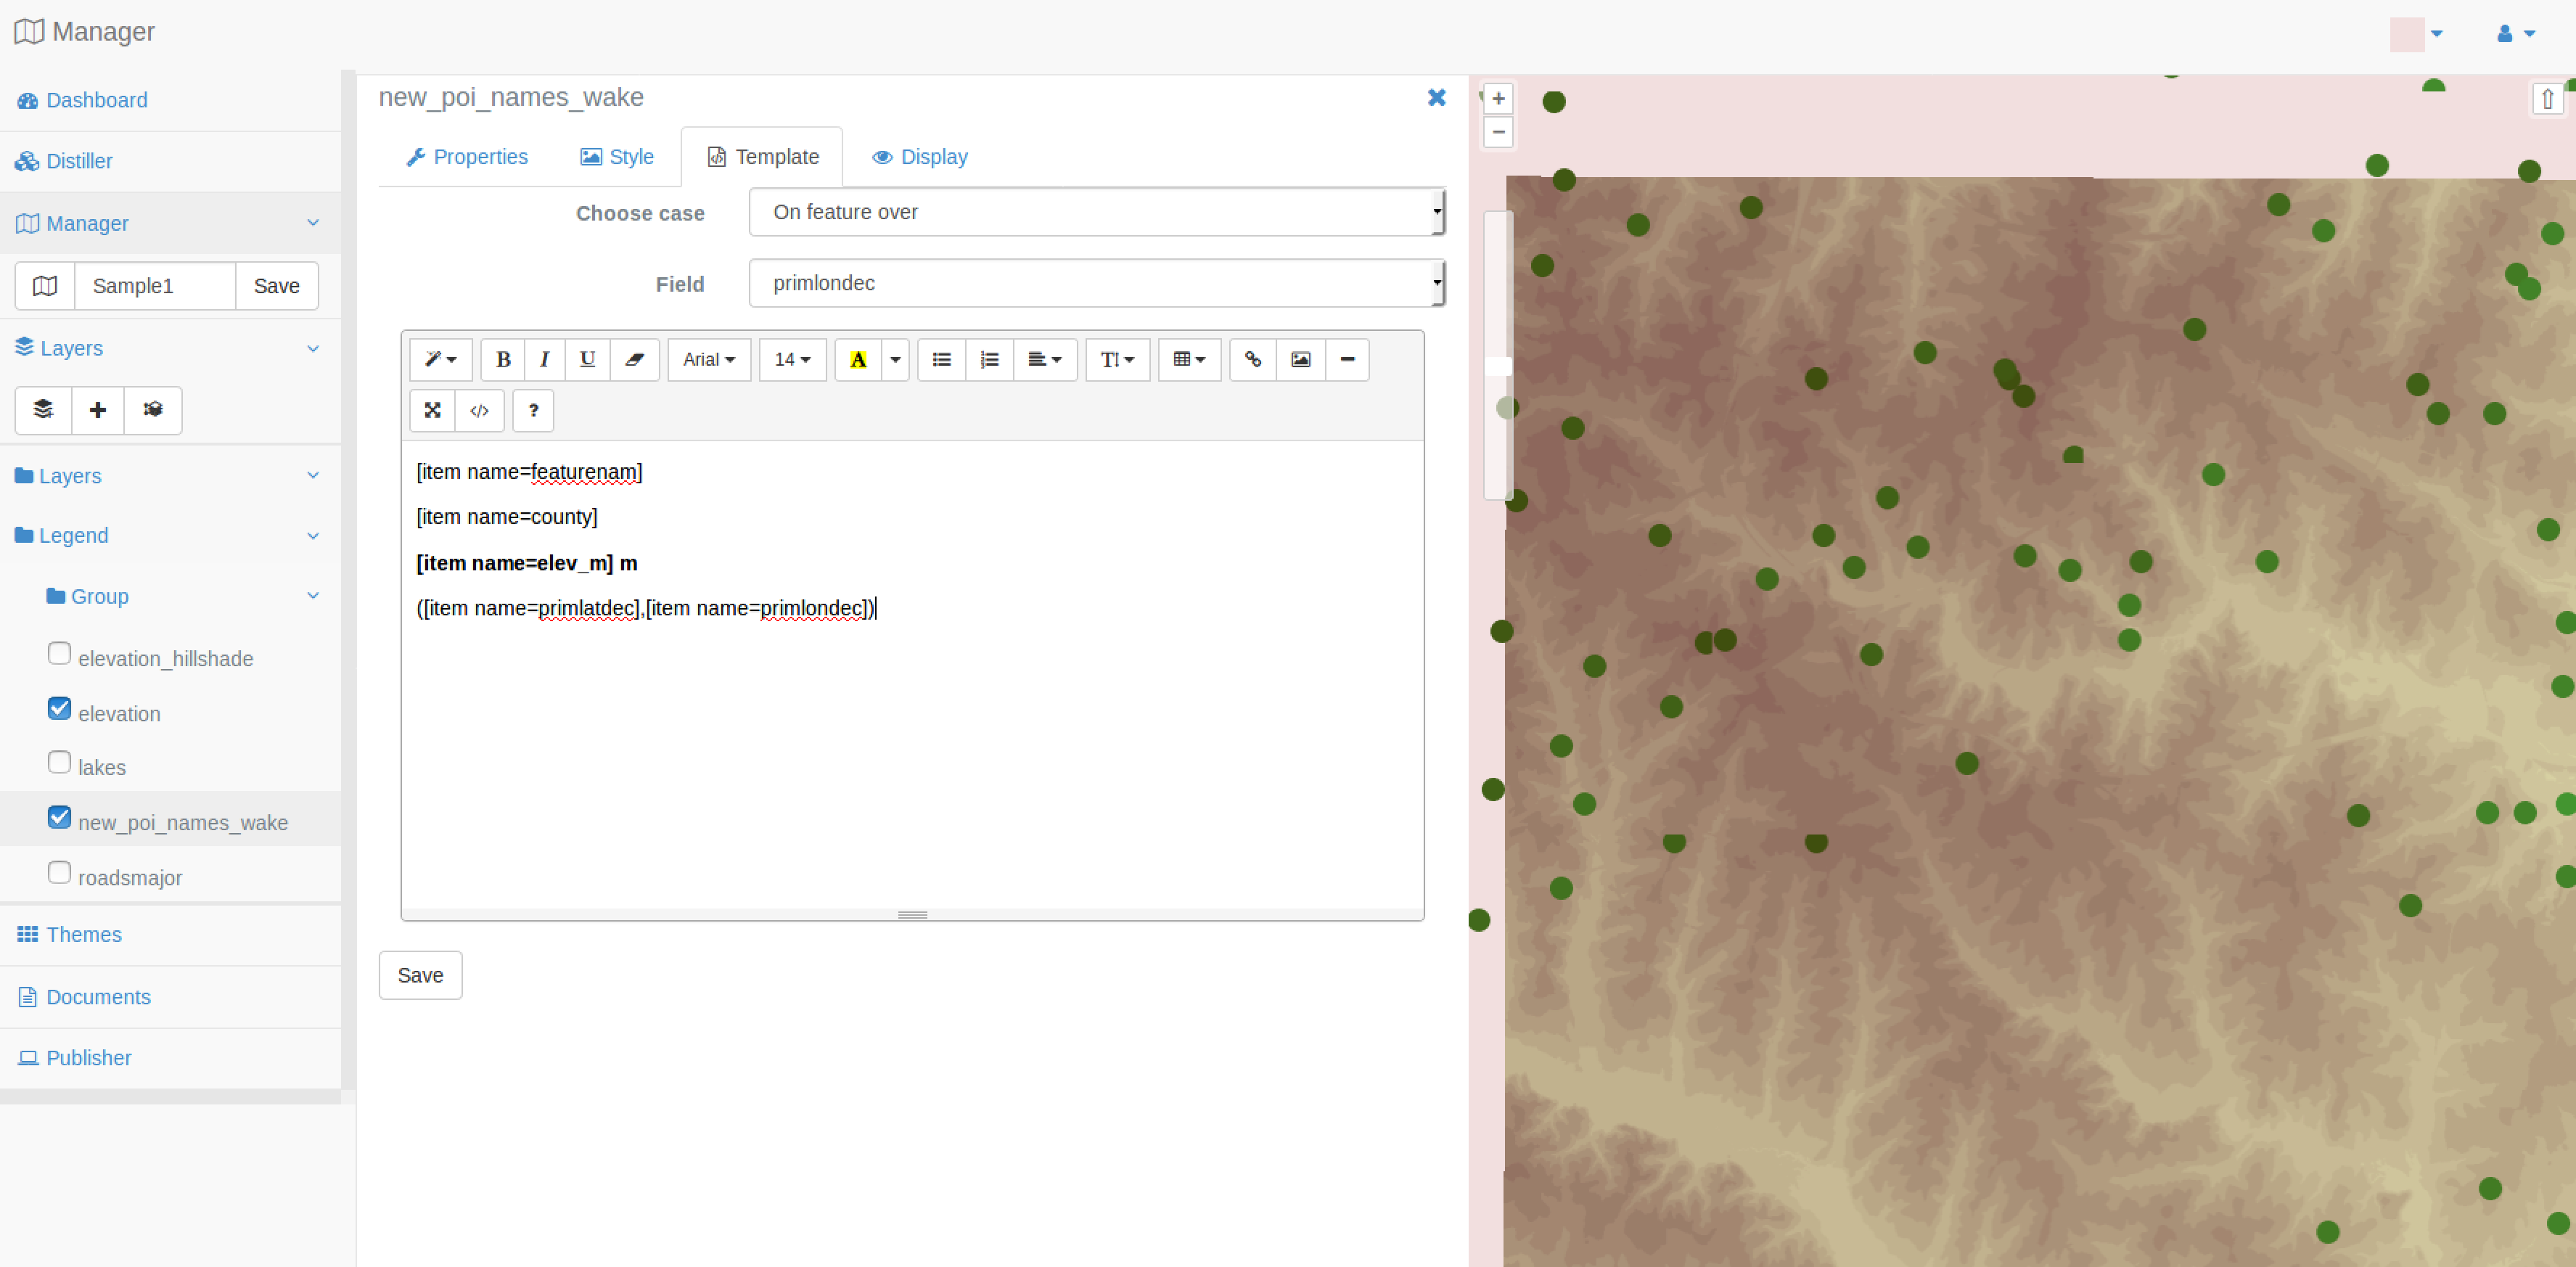 Manager
Dashboard
Distiller
Manager
Sample1 Save
Layers
Layers
Legend
Group
elevation_hillshade
elevation
lakes
new_poi_names_wake
roadsmajor
Themes
Documents
Publisher
new_poi_names_wake
Properties Style Template Display
Choose case On feature over
Field primlondec
B I U Arial 14 A T
</> ?
[item name=featurenam]
[item name=county]
[item name=elev_m] m
([item name=primlatdec],[item name=primlondec])
Save
+
−
⇧